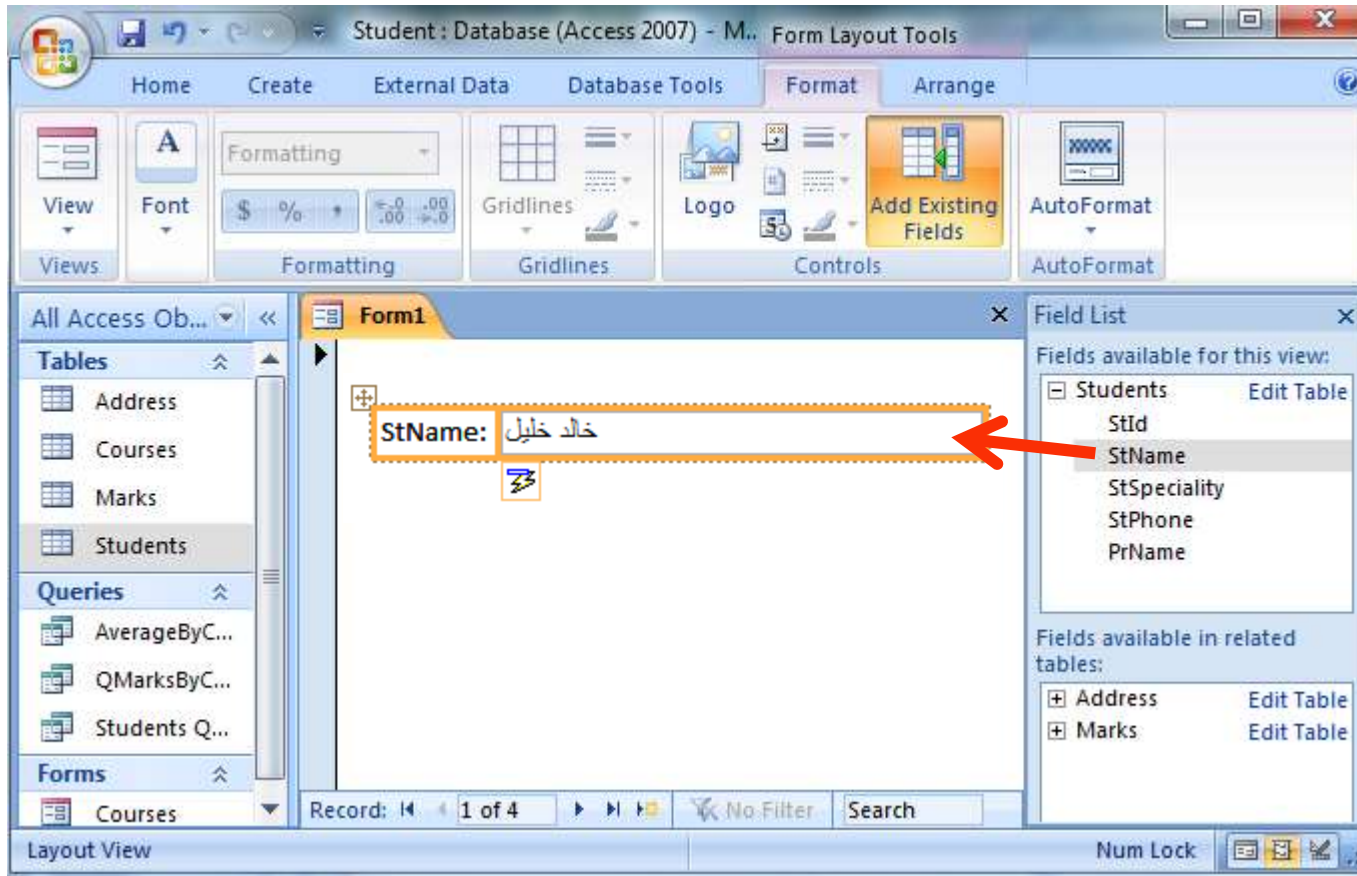 Student : Database (Access 2007) - M.. Form Layout Tools
Home Create External Data Database Tools Format Arrange
View Font Formatting Gridlines Logo Add Existing Fields AutoFormat
$ % ,
Views Formatting Gridlines Controls AutoFormat
All Access Ob...
Tables
Address
Courses
Marks
Students
Queries
AverageByC...
QMarksByC...
Students Q...
Forms
Courses
Form1
StName: خالد خليل
Record: 1 of 4 No Filter Search
Field List
Fields available for this view:
Students Edit Table
StId
StName
StSpeciality
StPhone
PrName
Fields available in related
tables:
Address Edit Table
Marks Edit Table
Layout View Num Lock